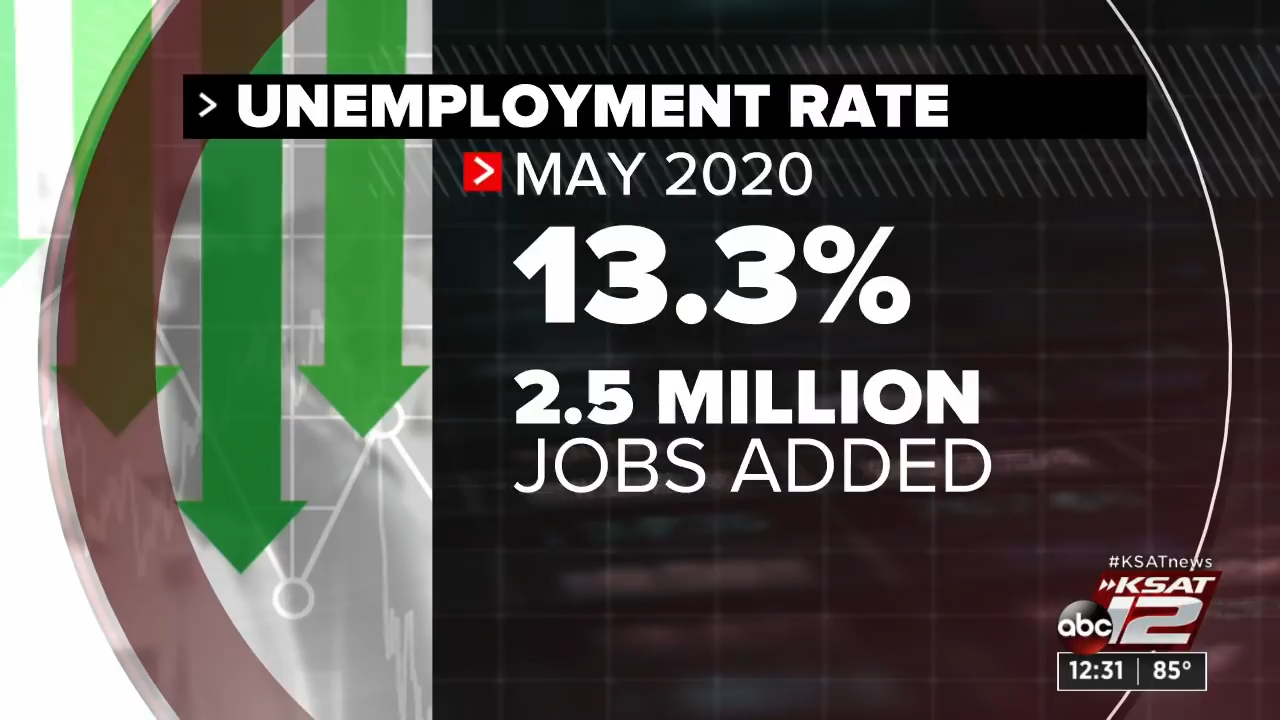 > UNEMPLOYMENT RATE
> MAY 2020
13.3%
2.5 MILLION
JOBS ADDED
#KSATnews
KSAT
abc 12
12:31 | 85°